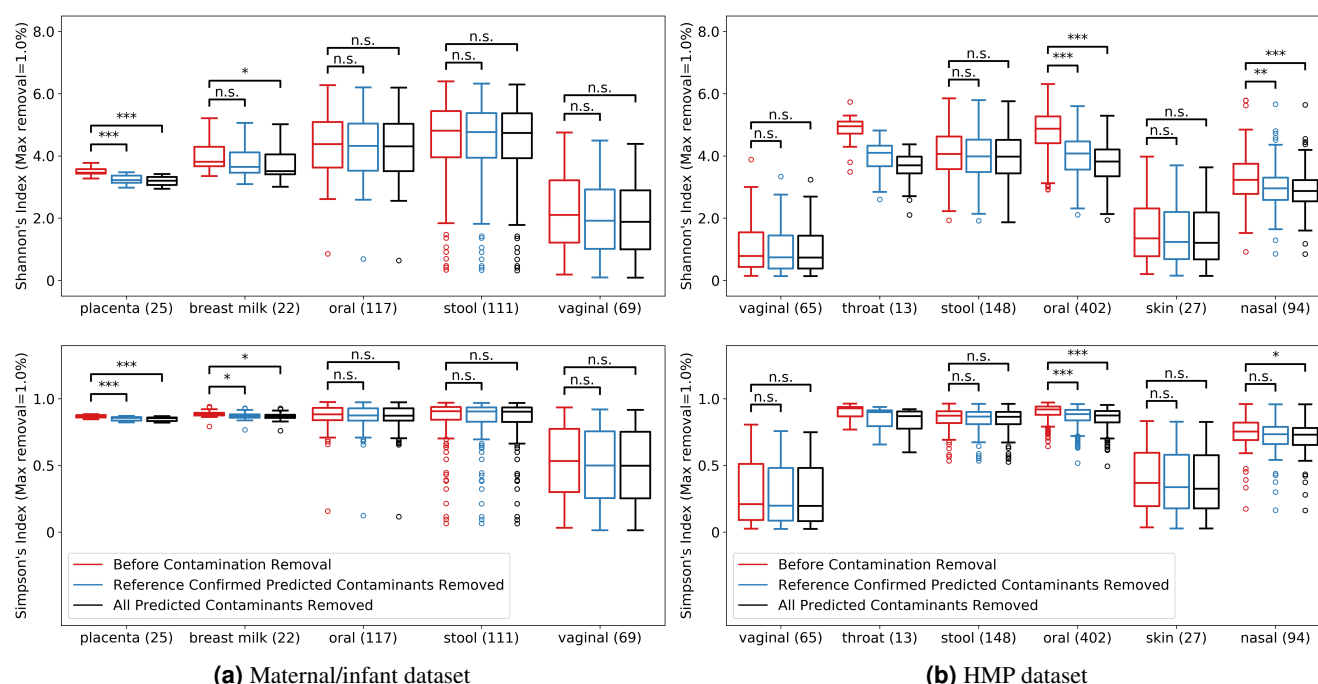 Shannon's Index (Max removal=1.0%)
8.0
6.0
4.0
2.0
0
***
***
n.s.
*
n.s.
n.s.
n.s.
n.s.
n.s.
n.s.
placenta (25) breast milk (22) oral (117) stool (111) vaginal (69)
Simpson's Index (Max removal=1.0%)
1.0
0.5
0
***
***
*
*
n.s.
n.s.
n.s.
n.s.
n.s.
n.s.
Before Contamination Removal
Reference Confirmed Predicted Contaminants Removed
All Predicted Contaminants Removed
placenta (25) breast milk (22) oral (117) stool (111) vaginal (69)
(a) Maternal/infant dataset
Shannon's Index (Max removal=1.0%)
8.0
6.0
4.0
2.0
0
n.s.
n.s.
n.s.
n.s.
***
***
n.s.
n.s.
***
**
vaginal (65) throat (13) stool (148) oral (402) skin (27) nasal (94)
Simpson's Index (Max removal=1.0%)
1.0
0.5
0
n.s.
n.s.
n.s.
n.s.
***
***
n.s.
n.s.
*
n.s.
Before Contamination Removal
Reference Confirmed Predicted Contaminants Removed
All Predicted Contaminants Removed
vaginal (65) throat (13) stool (148) oral (402) skin (27) nasal (94)
(b) HMP dataset